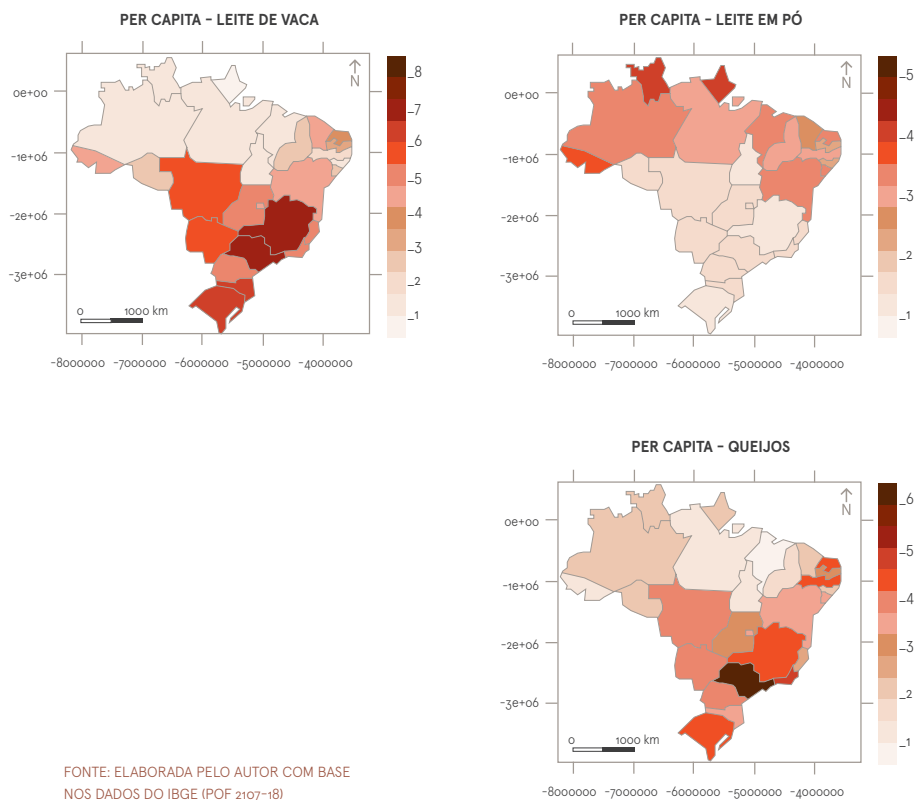 PER CAPITA - LEITE DE VACA
N
0e+00
-1e+06
-2e+06
-3e+06
0 1000 km
-8000000 -7000000 -6000000 -5000000 -4000000
8
7
6
5
4
3
2
1
PER CAPITA - LEITE EM PÓ
N
0e+00
-1e+06
-2e+06
-3e+06
0 1000 km
-8000000 -7000000 -6000000 -5000000 -4000000
5
4
3
2
1
PER CAPITA - QUEIJOS
N
0e+00
-1e+06
-2e+06
-3e+06
0 1000 km
-8000000 -7000000 -6000000 -5000000 -4000000
6
5
4
3
2
1
FONTE: ELABORADA PELO AUTOR COM BASE
NOS DADOS DO IBGE (POF 2107-18)